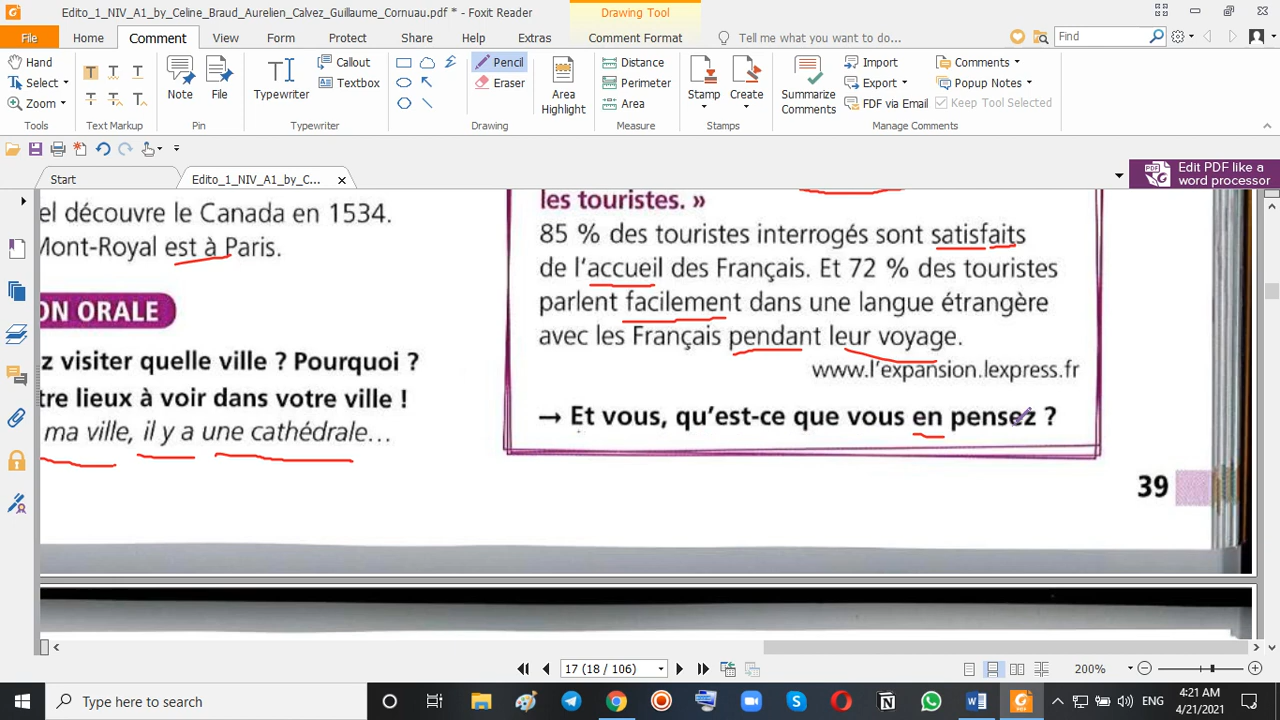 Edito_1_NIV_A1_by_Celine_Braud_Aurelien_Calvez_Guillaume_Cornuau.pdf * - Foxit Reader
Drawing Tool
File
Home
Comment
View
Form
Protect
Share
Help
Extras
Comment Format
Tell me what you want to do...
Find
Hand
Select
Zoom
Tools
Text Markup
Note
File
Pin
Typewriter
Callout
Textbox
Typewriter
Pencil
Eraser
Area
Highlight
Drawing
Distance
Perimeter
Area
Measure
Stamp
Create
Stamps
Summarize
Comments
Import
Export
FDF via Email
Comments
Popup Notes
Keep Tool Selected
Manage Comments
Start
Edito_1_NIV_A1_by_C...
Edit PDF like a
word processor
el découvre le Canada en 1534.
Mont-Royal est à Paris.
ON ORALE
z visiter quelle ville ? Pourquoi ?
tre lieux à voir dans votre ville !
ma ville, il y a une cathédrale...
les touristes. »
85 % des touristes interrogés sont satisfaits
de l'accueil des Français. Et 72 % des touristes
parlent facilement dans une langue étrangère
avec les Français pendant leur voyage.
www.l'expansion.lexpress.fr
→ Et vous, qu'est-ce que vous en pensez ?
39
17 (18 / 106)
200%
Type here to search
ENG
4:21 AM
4/21/2021